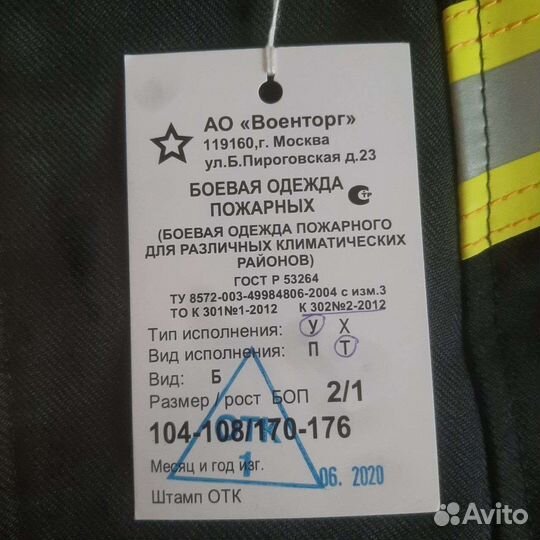 АО «Военторг»
119160,г. Москва
ул.Б.Пироговская д.23
БОЕВАЯ ОДЕЖДА
ПОЖАРНЫХ
(БОЕВАЯ ОДЕЖДА ПОЖАРНОГО
ДЛЯ РАЗЛИЧНЫХ КЛИМАТИЧЕСКИХ
РАЙОНОВ)
ГОСТ Р 53264
ТУ 8572-003-49984806-2004 с изм.3
ТО К 301№1-2012 К 302№2-2012
Тип исполнения: У Х
Вид исполнения: П Т
Вид: Б
Размер / рост БОП 2/1
104-108/170-176
ОТК
1
Месяц и год изг. 06. 2020
Штамп ОТК
Avito